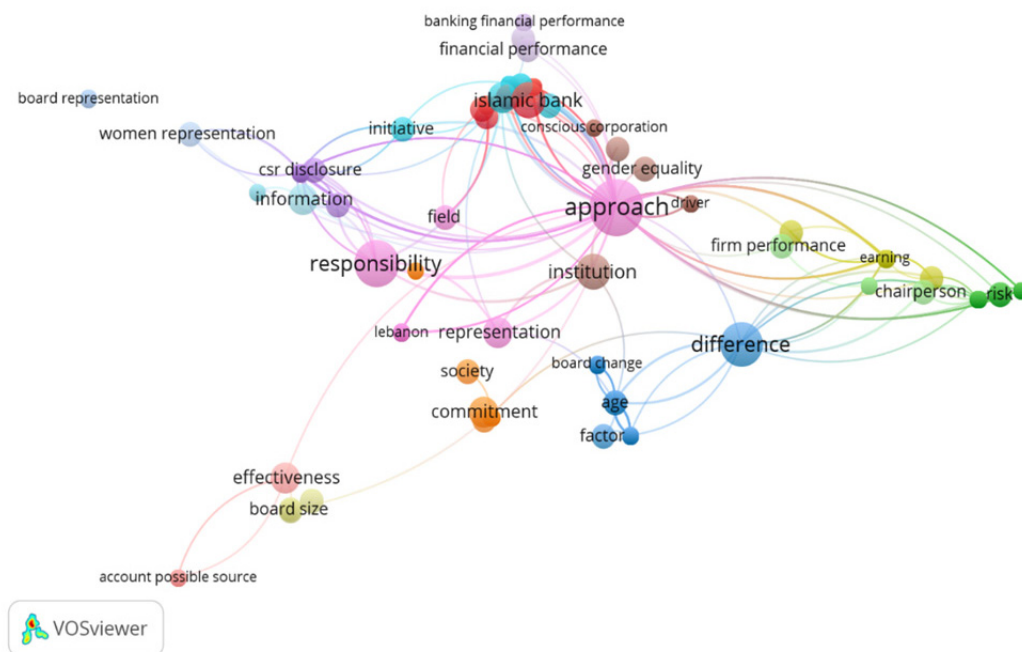 banking financial performance
financial performance
board representation
islamic bank
women representation
initiative
conscious corporation
csr disclosure
gender equality
information
approach
driver
field
firm performance
responsibility
institution
earning
chairperson
risk
lebanon
representation
difference
board change
society
age
commitment
factor
effectiveness
board size
account possible source
VOSviewer